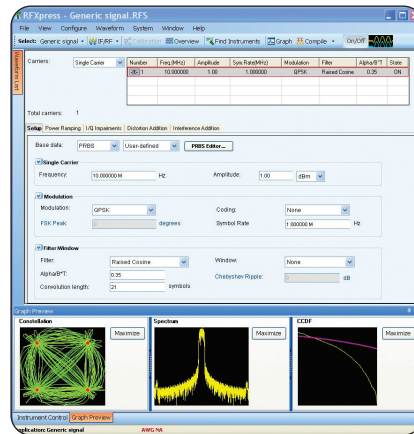 RFXpress - Generic signal.RFS
File View Configure Waveform System Window Help
Select: Generic signal IF/RF Calibration Overview Find Instruments Graph Compile On/Off
Waveform List
Carriers: Single Carrier
Number Freq.(MHz) Amplitude Sym.Rate(MHz) Modulation Filter Alpha/B*T State
1 10.000000 1.00 1.000000 QPSK Raised Cosine 0.35 ON
Total carriers: 1
Setup Power Ramping I/Q Impairments Distortion Addition Interference Addition
Base data: PRBS User-defined PRBS Editor...
Single Carrier
Frequency: 10.000000 M Hz Amplitude: 1.00 dBm
Modulation
Modulation: QPSK Coding: None
FSK Peak: degrees Symbol Rate 1.000000 M Hz
Filter/Window
Filter: Raised Cosine Window: None
Alpha/B*T: 0.35 Chebyshev Ripple: dB
Convolution length: 21 symbols
Graph Preview
Constellation Maximize Spectrum Maximize CCDF Maximize
Instrument Control Graph Preview
plication: Generic signal AWG NA